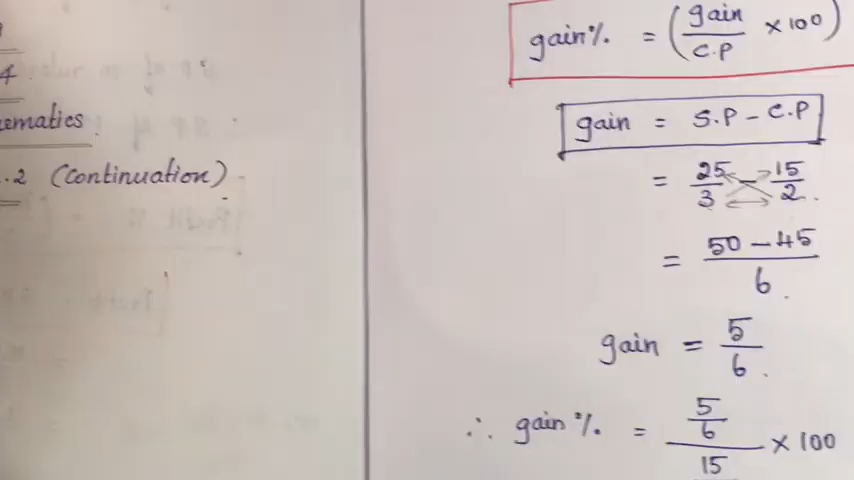 4
ematics
.2 (Continuation)
gain% = (gain/C.P × 100)
gain = S.P - C.P
= 25/3 - 15/2.
= 50 - 45/6.
gain = 5/6.
∴ gain% = 5/6/15 × 100